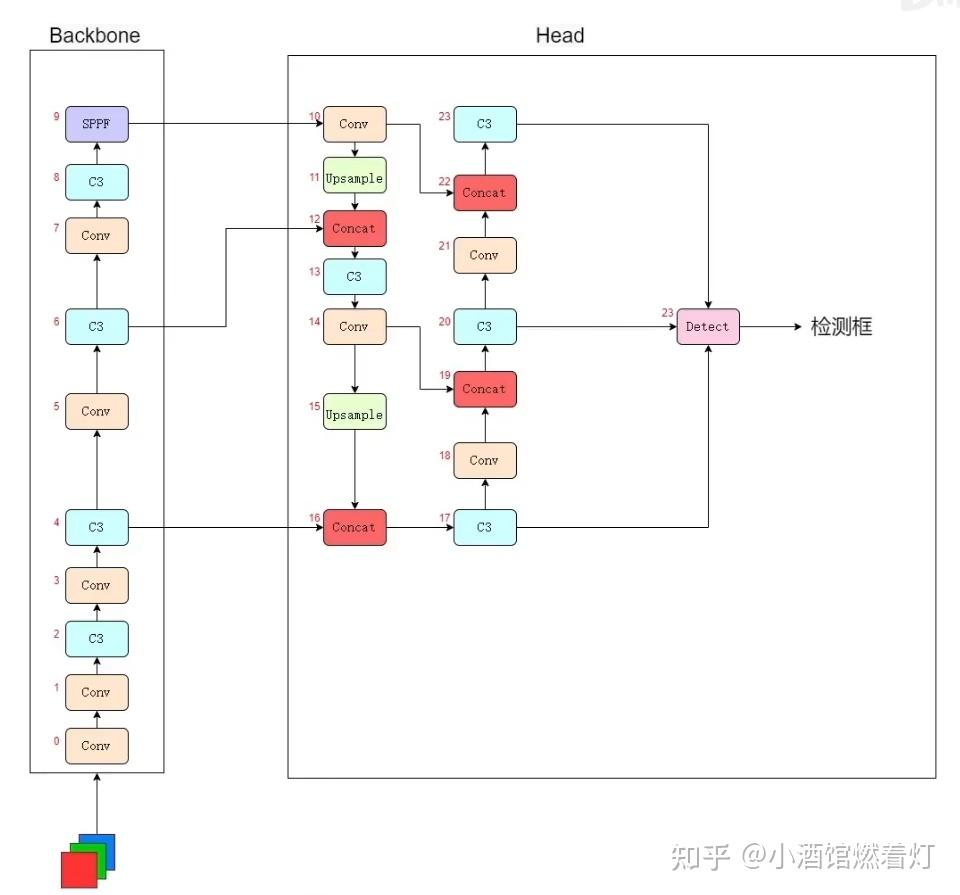 Backbone
Head
9
SPPF
8
C3
7
Conv
6
C3
5
Conv
4
C3
3
Conv
2
C3
1
Conv
0
Conv
10
Conv
11
Upsample
12
Concat
13
C3
14
Conv
15
Upsample
16
Concat
23
C3
22
Concat
21
Conv
20
C3
19
Concat
18
Conv
17
C3
23
Detect
检测框
知乎 @小酒馆燃着灯